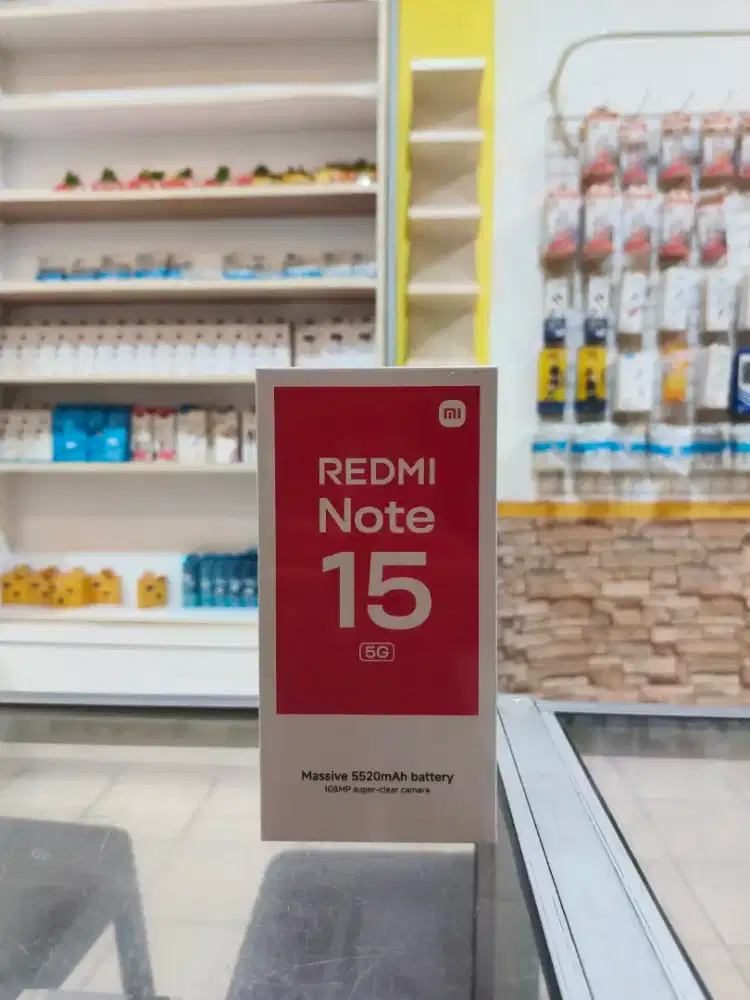 mi
REDMI
Note
15
5G
Massive 5520mAh battery
108MP super-clear camera